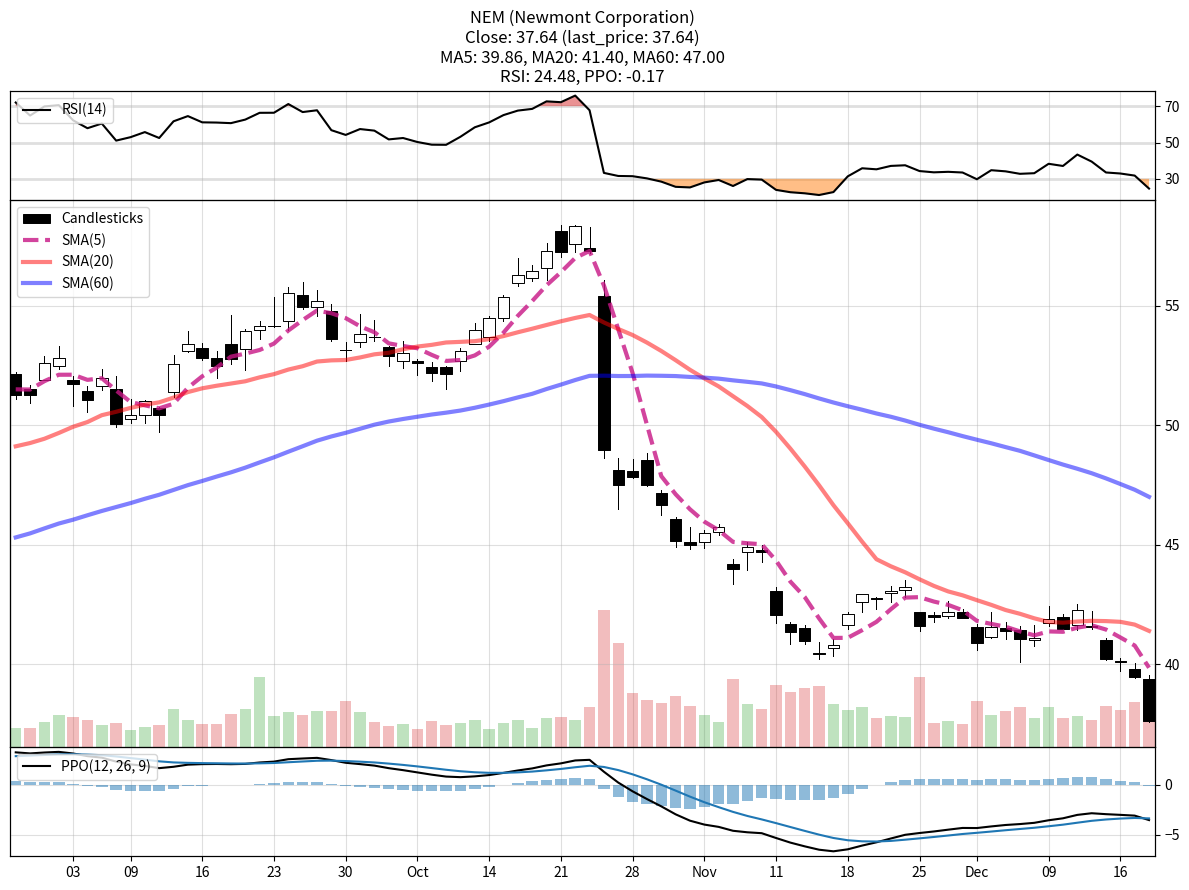 NEM (Newmont Corporation)
Close: 37.64 (last_price: 37.64)
MA5: 39.86, MA20: 41.40, MA60: 47.00
RSI: 24.48, PPO: -0.17
RSI(14)
70
50
30
Candlesticks
SMA(5)
SMA(20)
SMA(60)
55
50
45
40
PPO(12, 26, 9)
0
−5
03 09 16 23 30 Oct 14 21 28 Nov 11 18 25 Dec 09 16